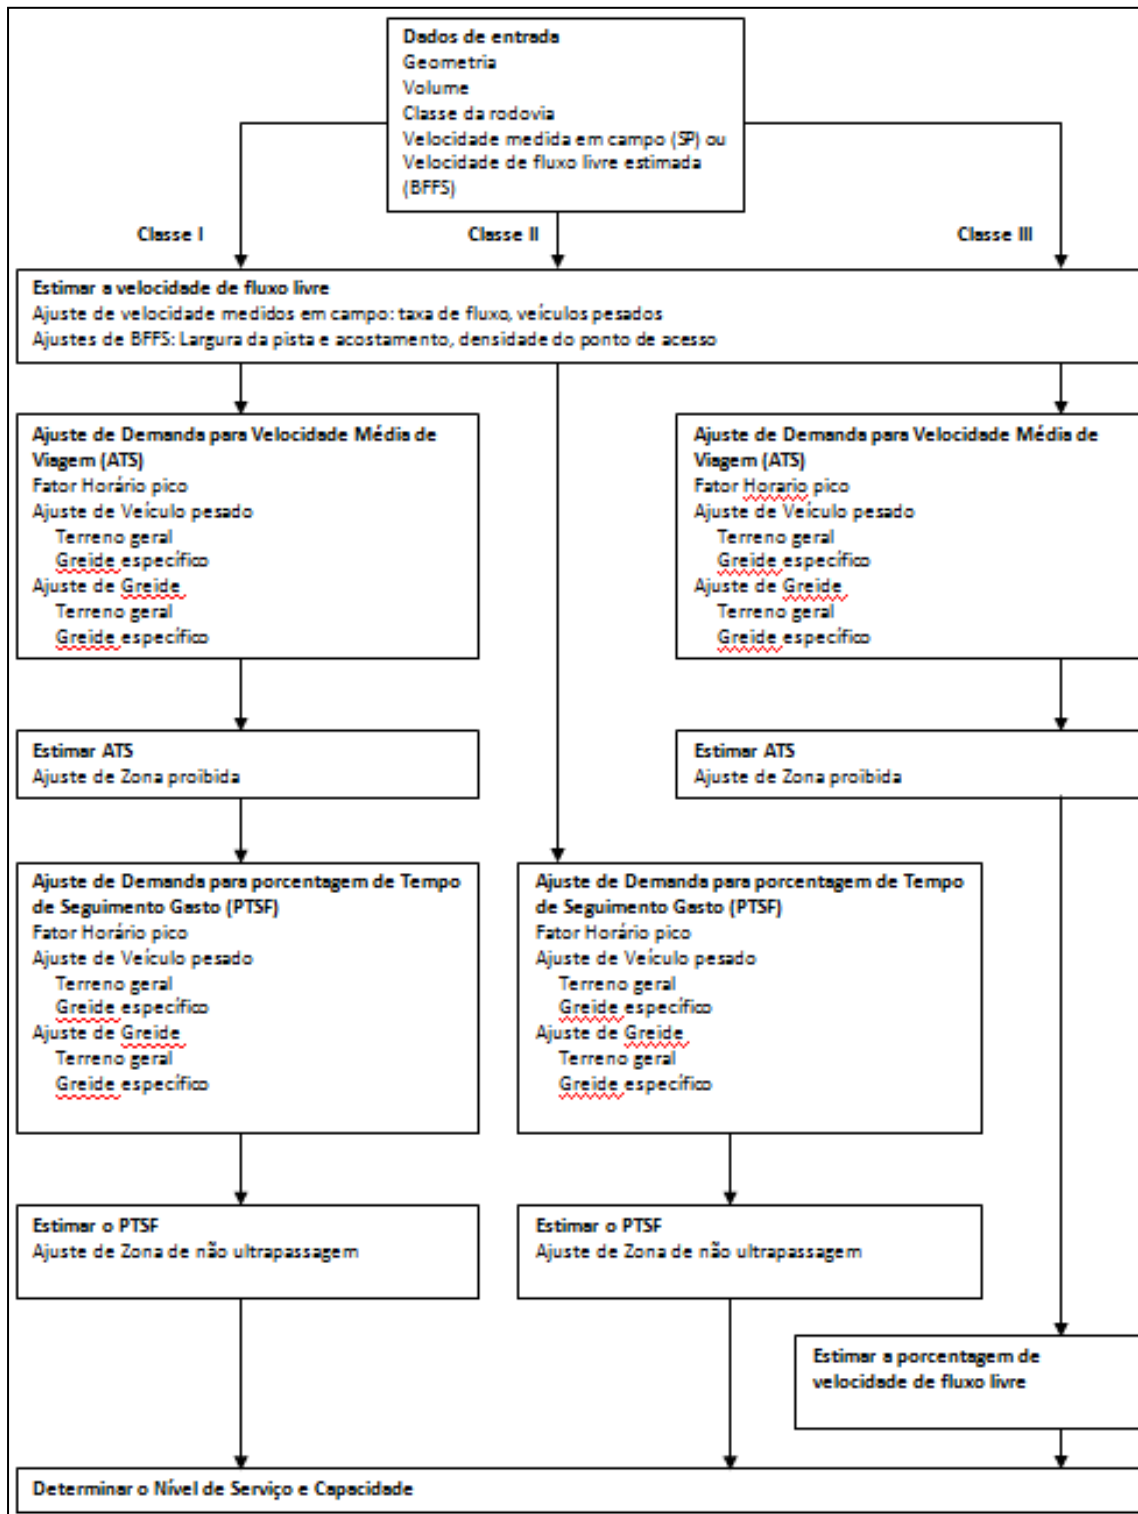 Dados de entrada
Geometria
Volume
Classe da rodovia
Velocidade medida em campo (SP) ou
Velocidade de fluxo livre estimada
(BFFS)
Classe I
Classe II
Classe III
Estimar a velocidade de fluxo livre
Ajuste de velocidade medidos em campo: taxa de fluxo, veículos pesados
Ajustes de BFFS: Largura da pista e acostamento, densidade do ponto de acesso
Ajuste de Demanda para Velocidade Média de
Viagem (ATS)
Fator Horário pico
Ajuste de Veículo pesado
Terreno geral
Greide específico
Ajuste de Greide
Terreno geral
Greide específico
Ajuste de Demanda para Velocidade Média de
Viagem (ATS)
Fator Horario pico
Ajuste de Veículo pesado
Terreno geral
Greide específico
Ajuste de Greide
Terreno geral
Greide específico
Estimar ATS
Ajuste de Zona proibida
Estimar ATS
Ajuste de Zona proibida
Ajuste de Demanda para porcentagem de Tempo
de Seguimento Gasto (PTSF)
Fator Horário pico
Ajuste de Veículo pesado
Terreno geral
Greide específico
Ajuste de Greide
Terreno geral
Greide específico
Ajuste de Demanda para porcentagem de Tempo
de Seguimento Gasto (PTSF)
Fator Horário pico
Ajuste de Veículo pesado
Terreno geral
Greide específico
Ajuste de Greide
Terreno geral
Greide específico
Estimar o PTSF
Ajuste de Zona de não ultrapassagem
Estimar o PTSF
Ajuste de Zona de não ultrapassagem
Estimar a porcentagem de
velocidade de fluxo livre
Determinar o Nível de Serviço e Capacidade